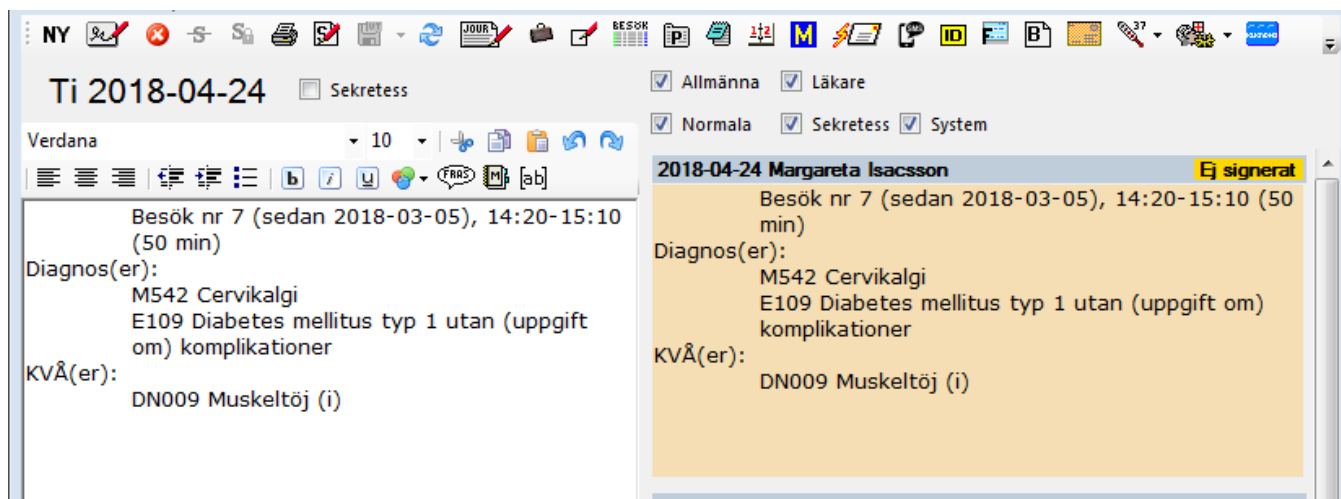 NY
S
S
JOUR
BESÖK
P
1 2
M
ID
F
B
37
Ti 2018-04-24 Sekretess
Allmänna Läkare
Normala Sekretess System
Verdana 10
b i u FRAS M [ab]
Besök nr 7 (sedan 2018-03-05), 14:20-15:10
(50 min)
Diagnos(er):
M542 Cervikalgi
E109 Diabetes mellitus typ 1 utan (uppgift
om) komplikationer
KVÅ(er):
DN009 Muskeltöj (i)
2018-04-24 Margareta Isacsson Ej signerat
Besök nr 7 (sedan 2018-03-05), 14:20-15:10 (50
min)
Diagnos(er):
M542 Cervikalgi
E109 Diabetes mellitus typ 1 utan (uppgift om)
komplikationer
KVÅ(er):
DN009 Muskeltöj (i)